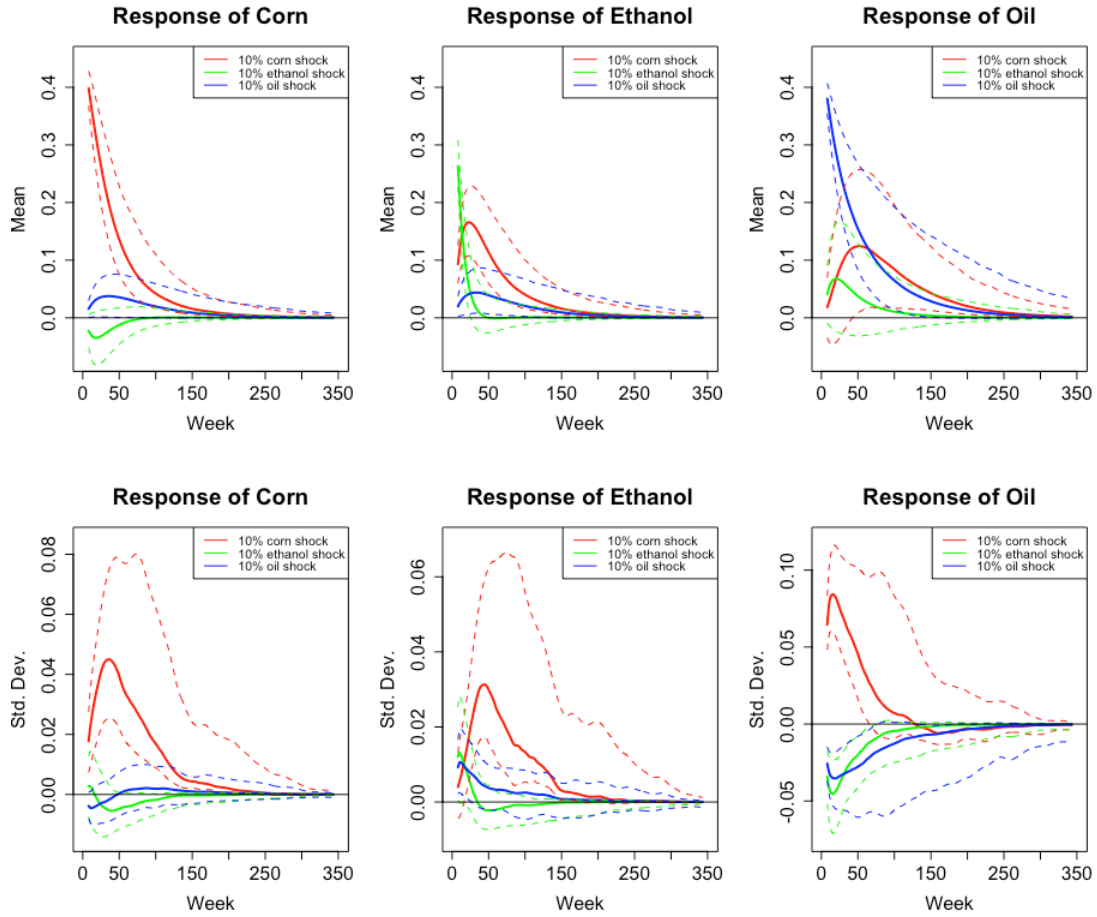 Response of Corn
10% corn shock
10% ethanol shock
10% oil shock
Mean
0.0 0.1 0.2 0.3 0.4
0 50 150 250 350
Week
Response of Ethanol
10% corn shock
10% ethanol shock
10% oil shock
Mean
0.0 0.1 0.2 0.3 0.4
0 50 150 250 350
Week
Response of Oil
10% corn shock
10% ethanol shock
10% oil shock
Mean
0.0 0.1 0.2 0.3 0.4
0 50 150 250 350
Week
Response of Corn
10% corn shock
10% ethanol shock
10% oil shock
Std. Dev.
0.00 0.02 0.04 0.06 0.08
0 50 150 250 350
Week
Response of Ethanol
10% corn shock
10% ethanol shock
10% oil shock
Std. Dev.
0.00 0.02 0.04 0.06
0 50 150 250 350
Week
Response of Oil
10% corn shock
10% ethanol shock
10% oil shock
Std. Dev.
-0.05 0.00 0.05 0.10
0 50 150 250 350
Week